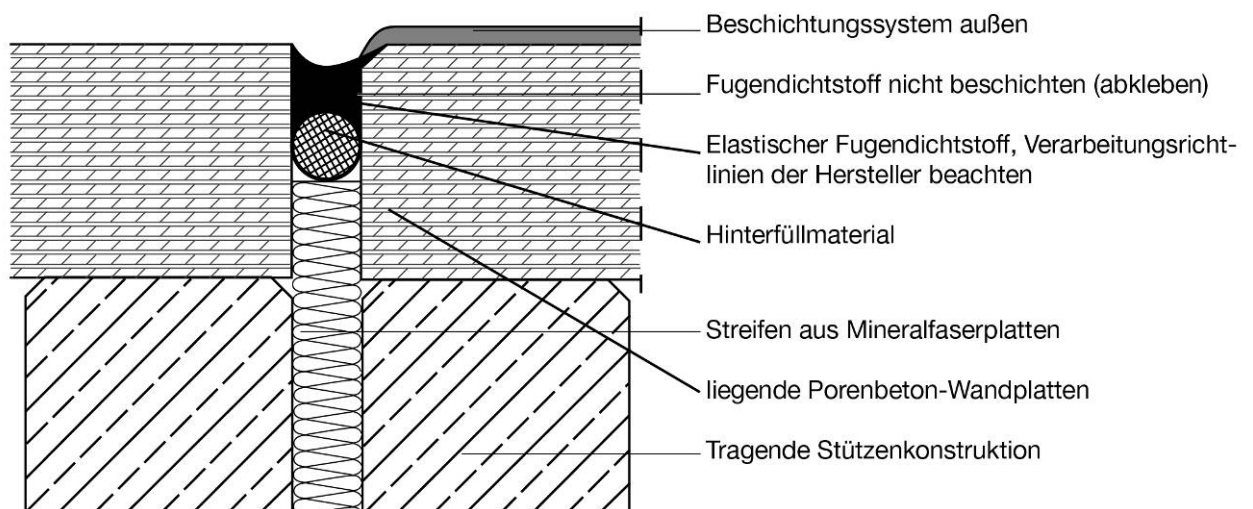 Beschichtungssystem außen
Fugendichtstoff nicht beschichten (abkleben)
Elastischer Fugendichtstoff, Verarbeitungsricht-
linien der Hersteller beachten
Hinterfüllmaterial
Streifen aus Mineralfaserplatten
liegende Porenbeton-Wandplatten
Tragende Stützenkonstruktion